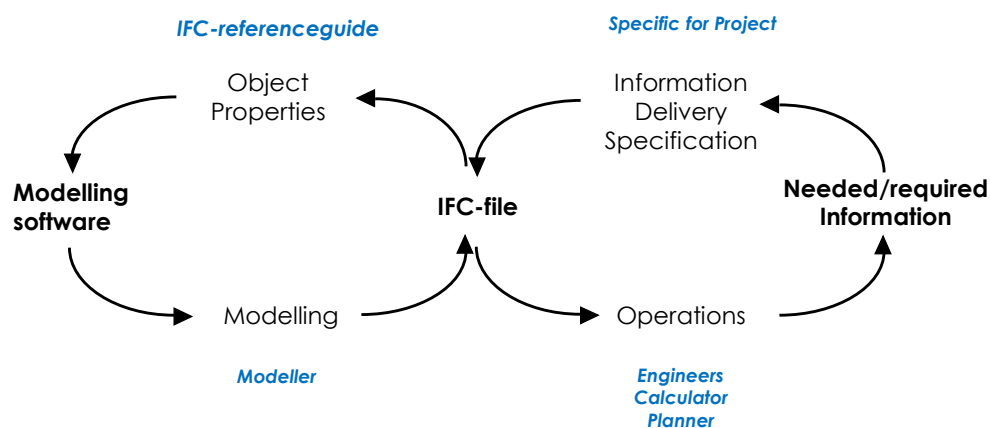 IFC-referenceguide
Specific for Project
Object
Properties
Information
Delivery
Specification
Modelling
software
IFC-file
Needed/required
Information
Modelling
Operations
Modeller
Engineers
Calculator
Planner